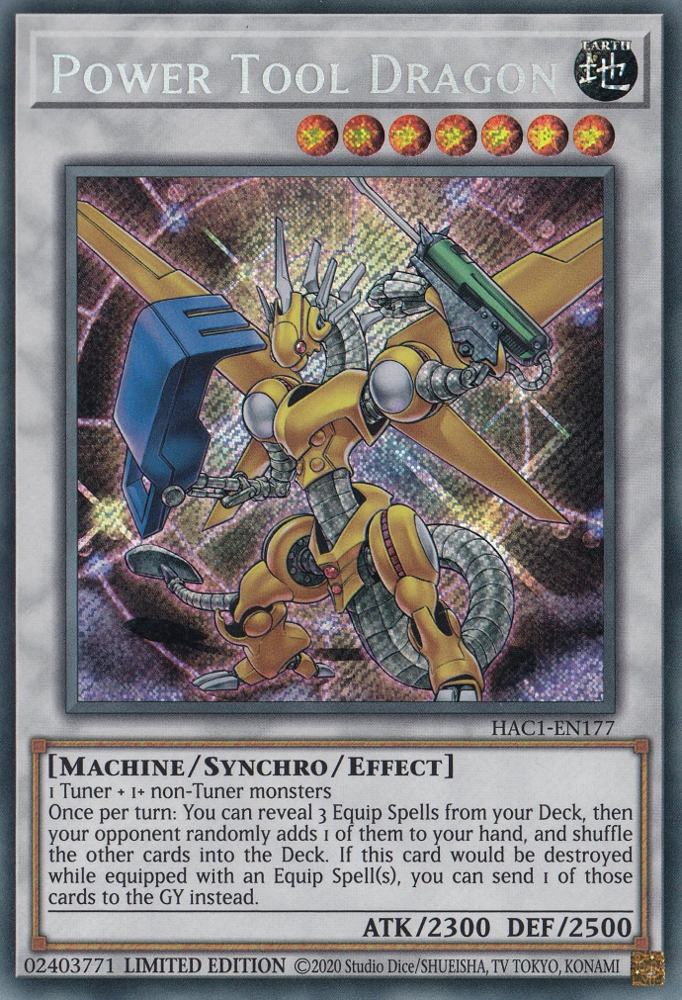 POWER TOOL DRAGON
EARTH
地
HAC1-EN177
[MACHINE/SYNCHRO/EFFECT]
1 Tuner + 1+ non-Tuner monsters
Once per turn: You can reveal 3 Equip Spells from your Deck, then
your opponent randomly adds 1 of them to your hand, and shuffle
the other cards into the Deck. If this card would be destroyed
while equipped with an Equip Spell(s), you can send 1 of those
cards to the GY instead.
ATK/2300 DEF/2500
02403771 LIMITED EDITION ©2020 Studio Dice/SHUEISHA, TV TOKYO, KONAMI